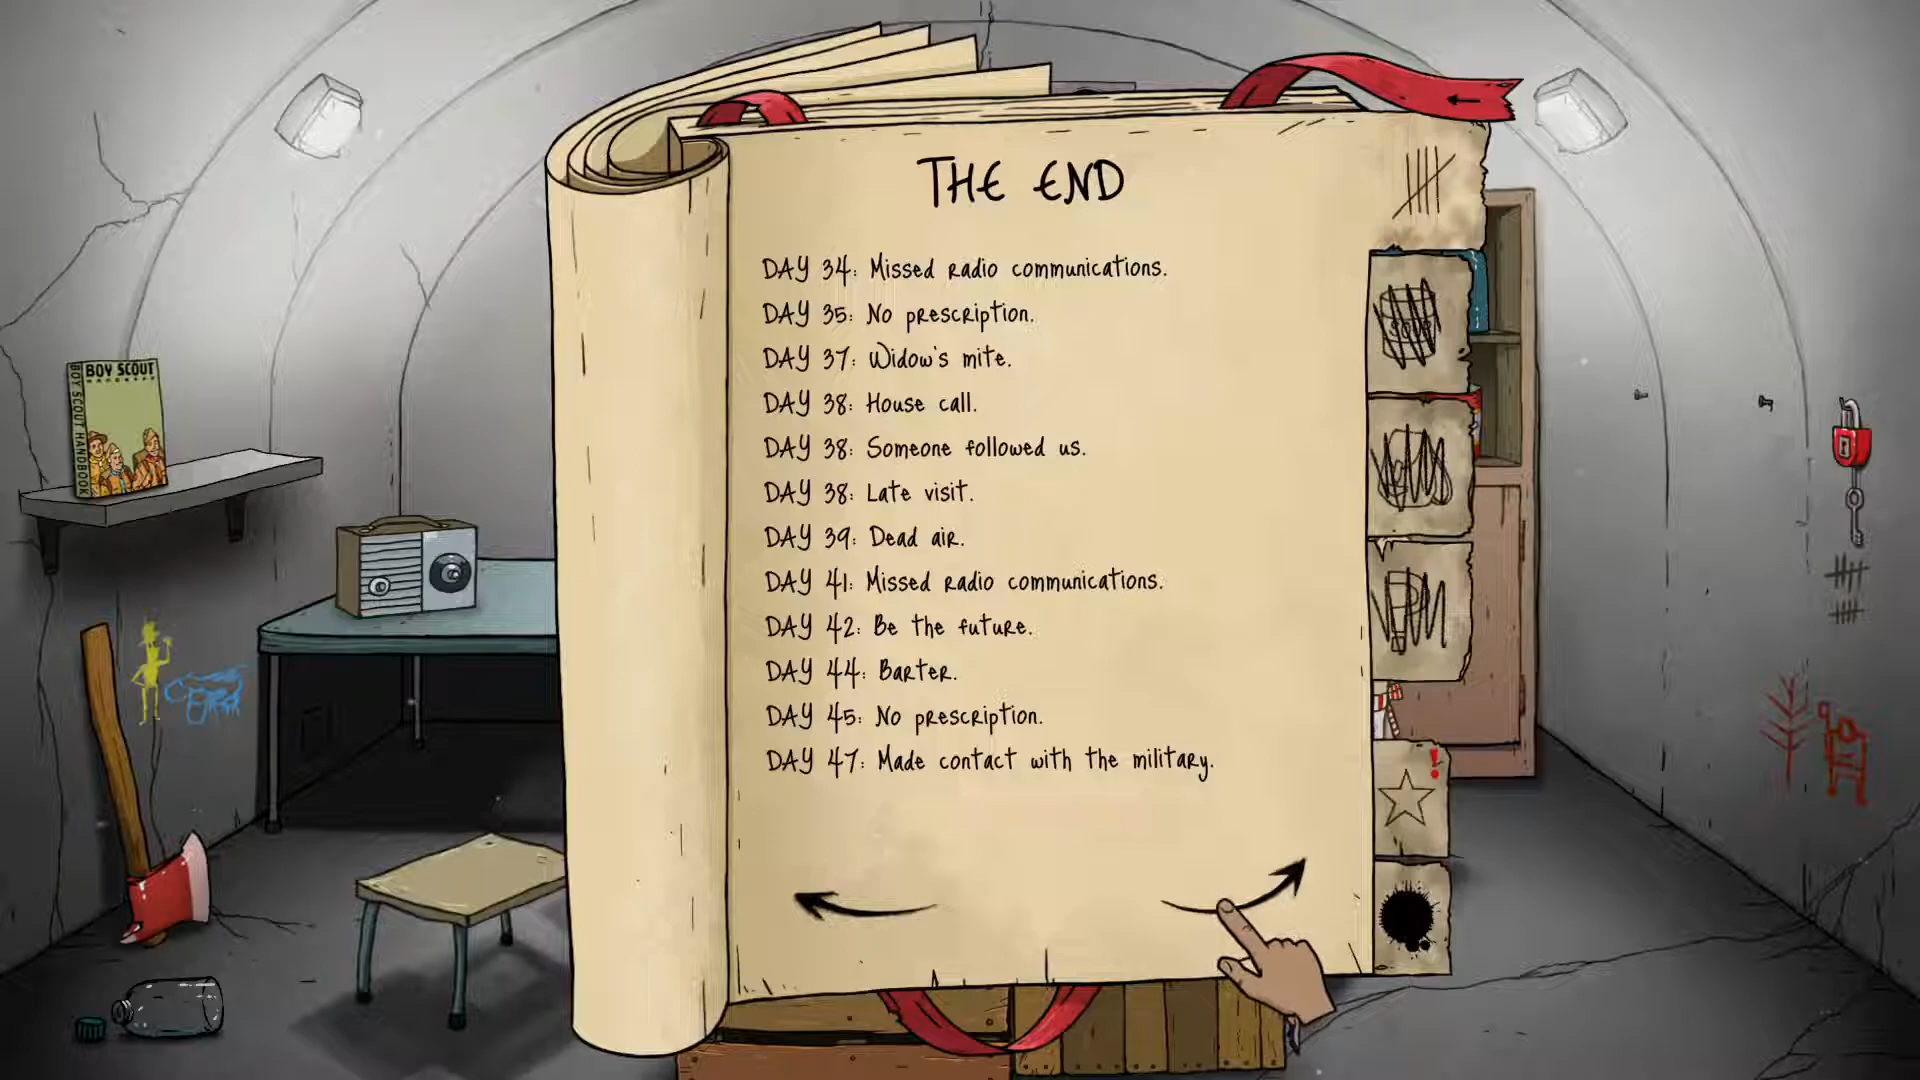 THE END
DAY 34: Missed radio communications.
DAY 35: No prescription.
DAY 37: Widow's mite.
DAY 38: House call.
DAY 38: Someone followed us.
DAY 38: Late visit.
DAY 39: Dead air.
DAY 41: Missed radio communications.
DAY 42: Be the future.
DAY 44: Barter.
DAY 45: No prescription.
DAY 47: Made contact with the military.
BOY SCOUT
HANDBOOK
BOY SCOUT HANDBOOK
!